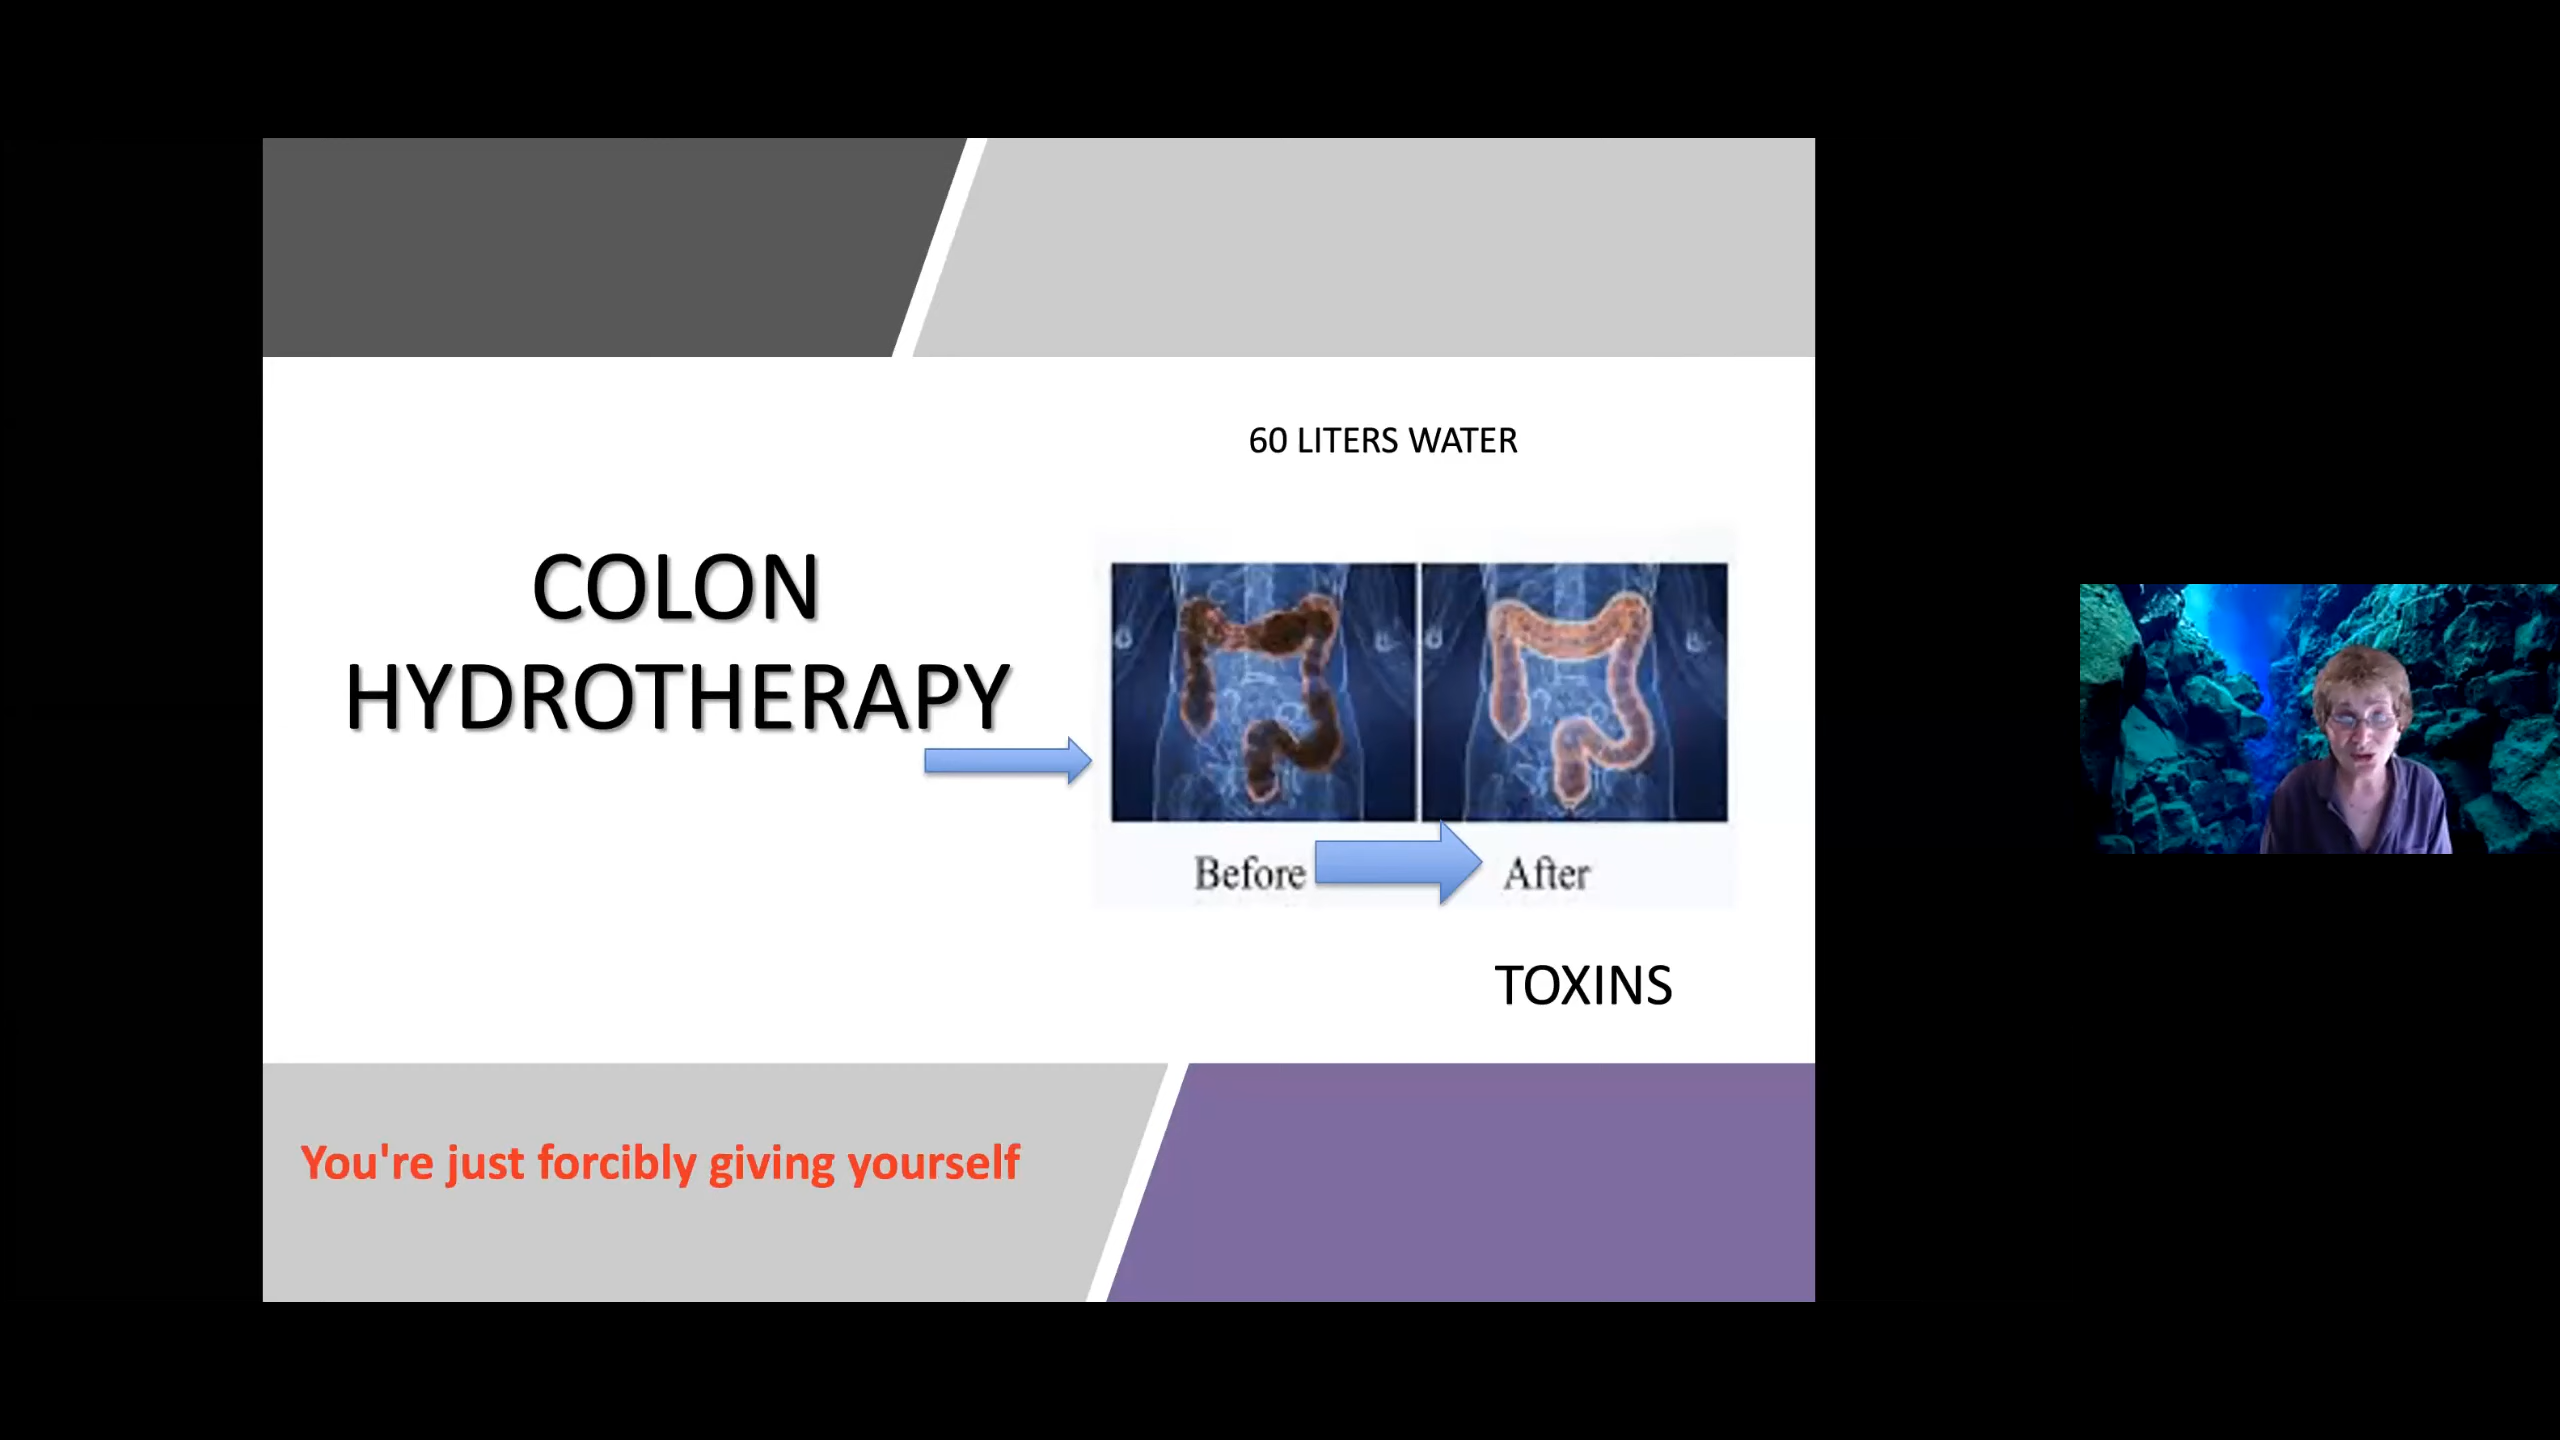 60 LITERS WATER
COLON
HYDROTHERAPY
Before
After
TOXINS
You're just forcibly giving yourself